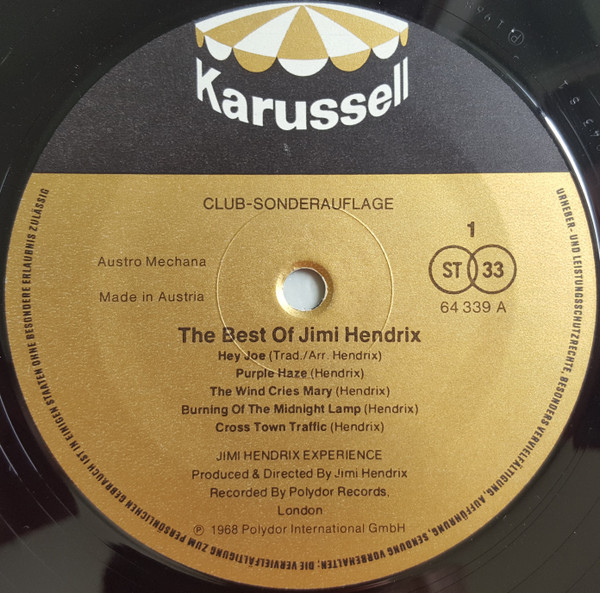 Karussell
CLUB-SONDERAUFLAGE
Austro Mechana
Made in Austria
1
ST 33
64 339 A
The Best Of Jimi Hendrix
Hey Joe (Trad./Arr. Hendrix)
Purple Haze (Hendrix)
The Wind Cries Mary (Hendrix)
Burning Of The Midnight Lamp (Hendrix)
Cross Town Traffic (Hendrix)
JIMI HENDRIX EXPERIENCE
Produced & Directed By Jimi Hendrix
Recorded By Polydor Records,
London
Ⓟ 1968 Polydor International GmbH
URHEBER- UND LEISTUNGSSCHUTZRECHTE, BESONDERS VERVIELFÄLTIGUNG, AUFFÜHRUNG, SENDUNG VORBEHALTEN; DIE VERVIELFÄLTIGUNG ZUM PERSÖNLICHEN GEBRAUCH IST IN EINIGEN STAATEN OHNE BESONDERE ERLAUBNIS ZULÄSSIG